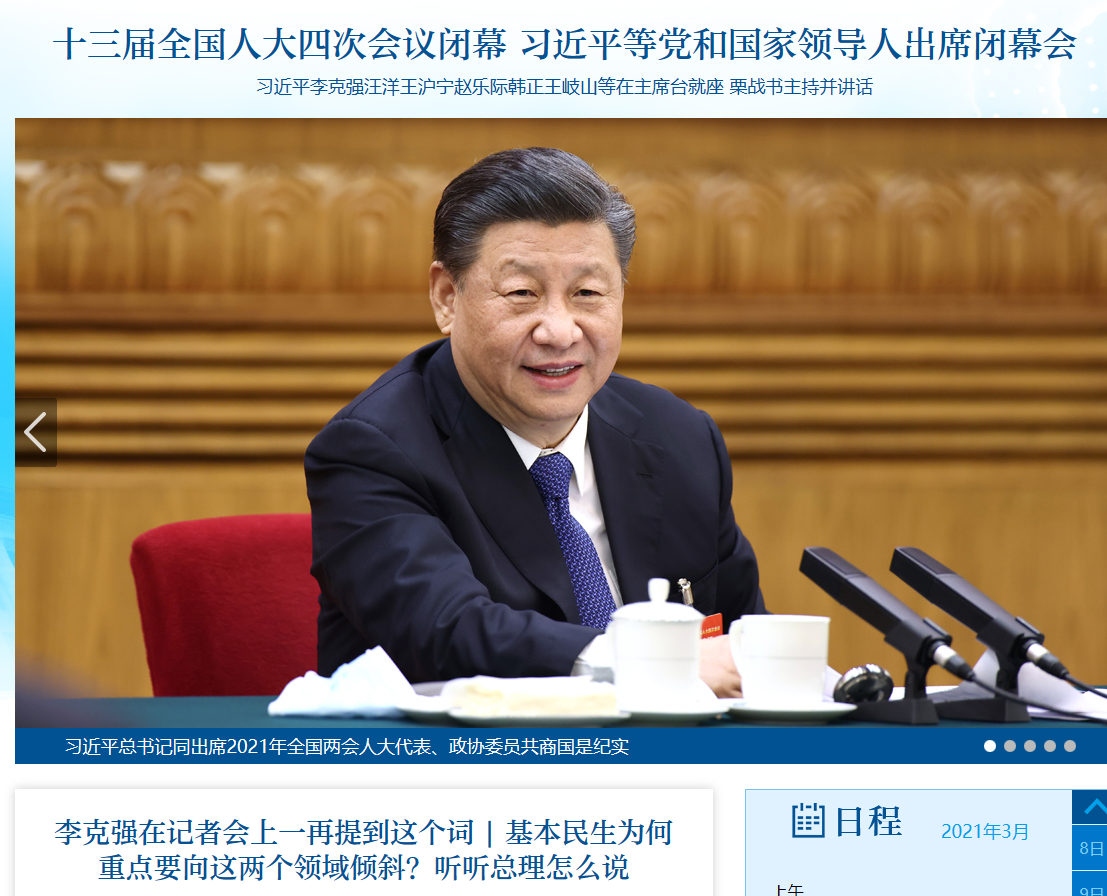 十三届全国人大四次会议闭幕 习近平等党和国家领导人出席闭幕会
习近平李克强汪洋王沪宁赵乐际韩正王岐山等在主席台就座 栗战书主持并讲话
习近平总书记同出席2021年全国两会人大代表、政协委员共商国是纪实
李克强在记者会上一再提到这个词 | 基本民生为何
重点要向这两个领域倾斜？听听总理怎么说
日程
2021年3月
8日
9日
上午